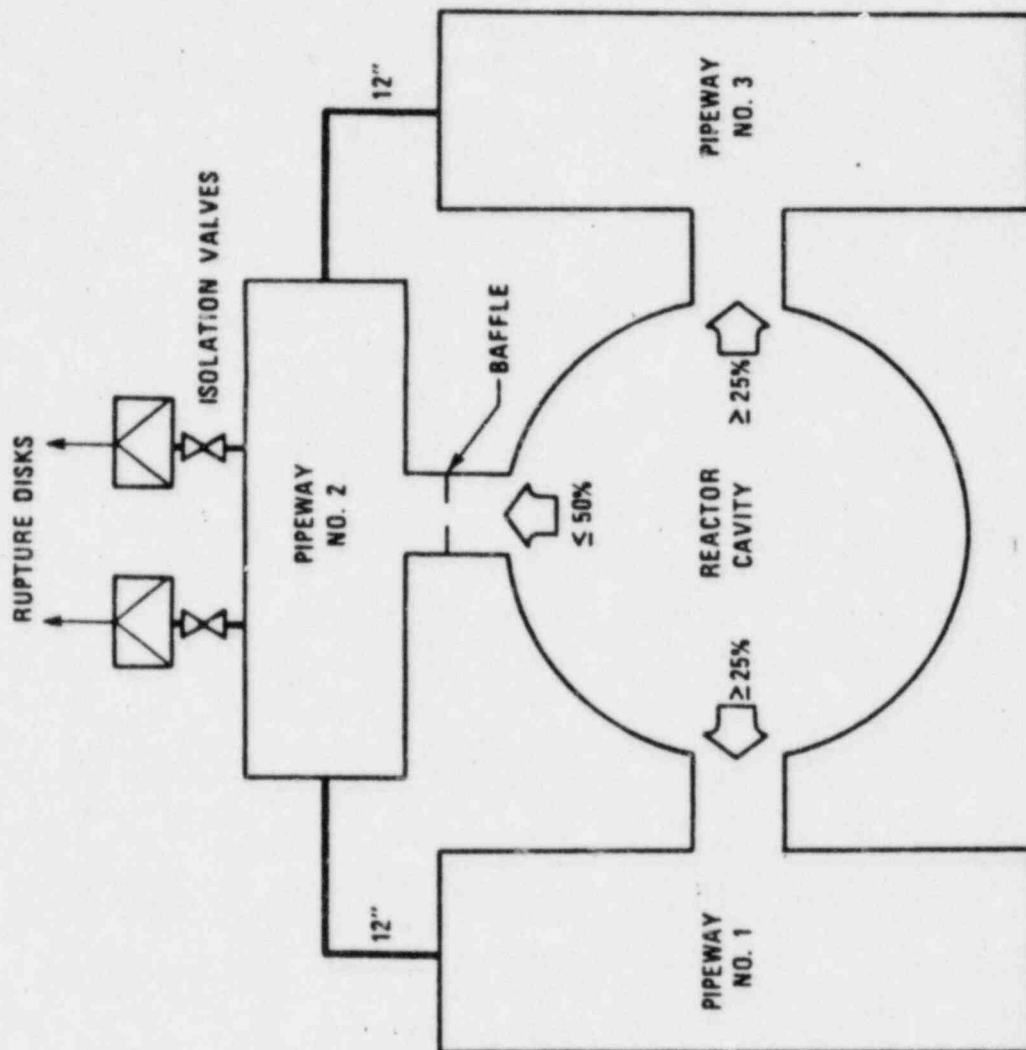 RUPTURE DISKS
ISOLATION VALVES
12"
12"
PIPEWAY
NO. 2
BAFFLE
≤ 50%
PIPEWAY
NO. 1
≥ 25%
REACTOR
CAVITY
≥ 25%
PIPEWAY
NO. 3